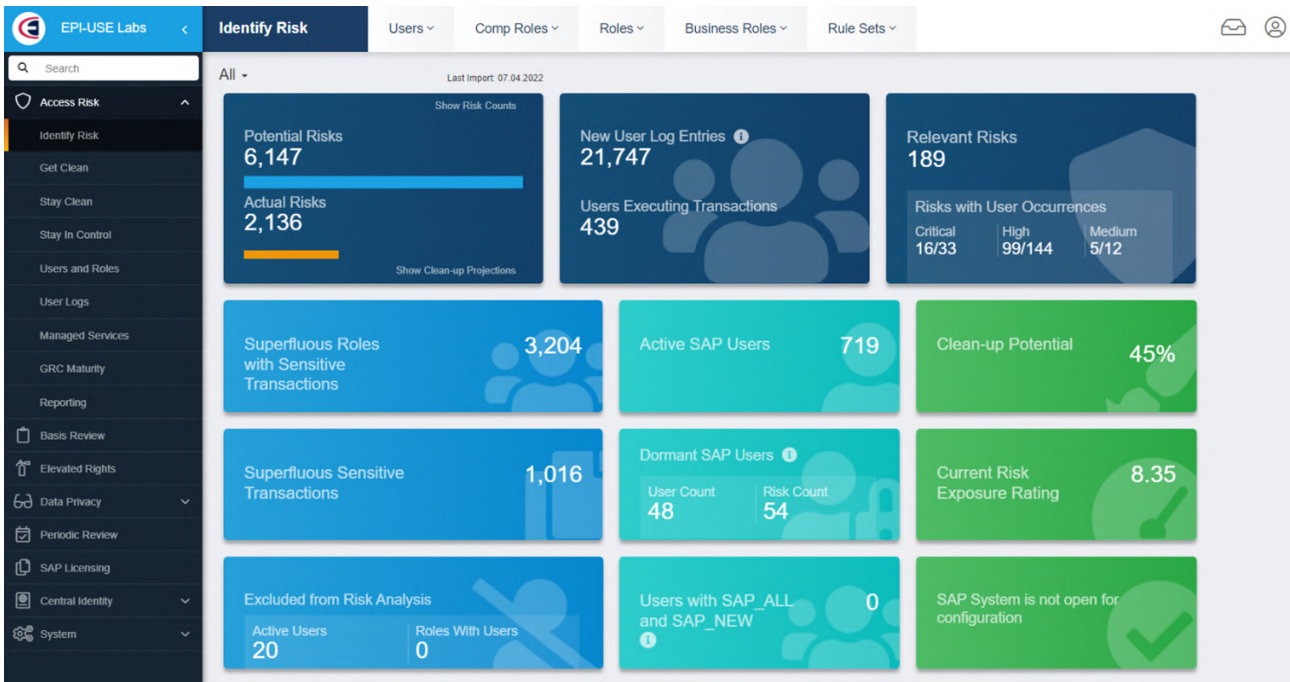 EPI-USE Labs
Identify Risk
Users
Comp Roles
Roles
Business Roles
Rule Sets
Search
Access Risk
Identify Risk
Get Clean
Stay Clean
Stay In Control
Users and Roles
User Logs
Managed Services
GRC Maturity
Reporting
Basis Review
Elevated Rights
Data Privacy
Periodic Review
SAP Licensing
Central Identity
System
All
Last Import: 07.04.2022
Show Risk Counts
Potential Risks
6,147
Actual Risks
2,136
Show Clean-up Projections
New User Log Entries
21,747
Users Executing Transactions
439
Relevant Risks
189
Risks with User Occurrences
Critical High Medium
16/33 99/144 5/12
Superfluous Roles
with Sensitive
Transactions
3,204
Active SAP Users
719
Clean-up Potential
45%
Superfluous Sensitive
Transactions
1,016
Dormant SAP Users
User Count Risk Count
48 54
Current Risk
Exposure Rating
8.35
Excluded from Risk Analysis
Active Users Roles With Users
20 0
Users with SAP_ALL
and SAP_NEW
0
SAP System is not open for
configuration